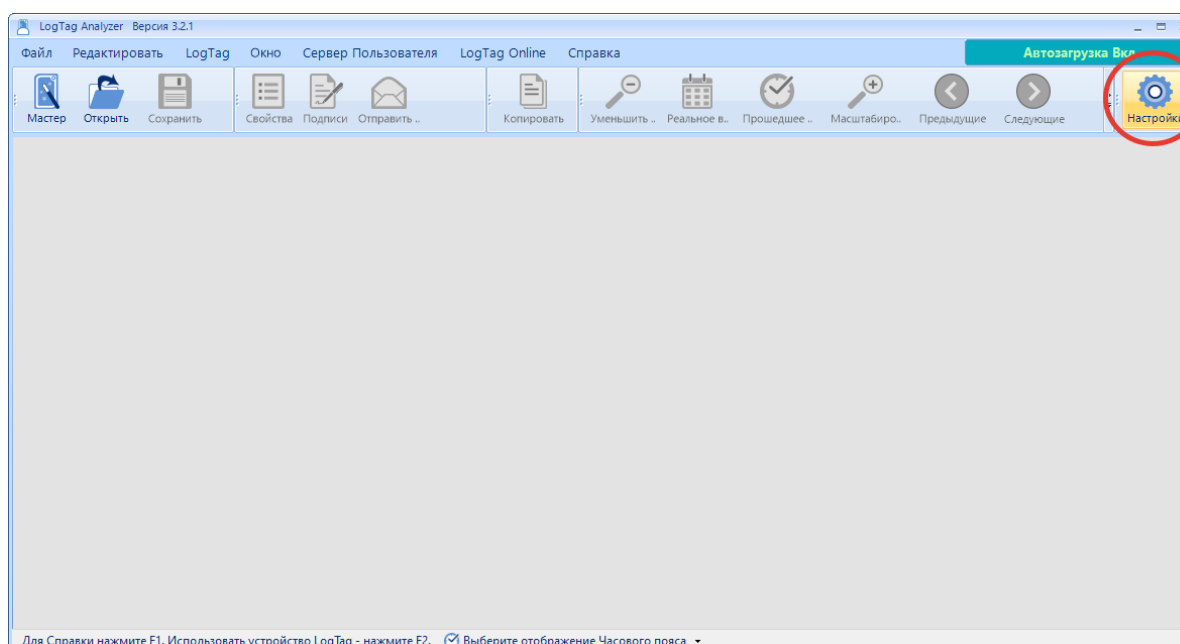 LogTag Analyzer Версия 3.2.1
Файл Редактировать LogTag Окно Сервер Пользователя LogTag Online Справка Автозагрузка Вкл
Мастер Открыть Сохранить Свойства Подписи Отправить .. Копировать Уменьшить .. Реальное в.. Прошедшее .. Масштабиро.. Предыдущие Следующие Настройки
Для Справки нажмите F1. Использовать устройство LogTag - нажмите F2. Выберите отображение Часового пояса